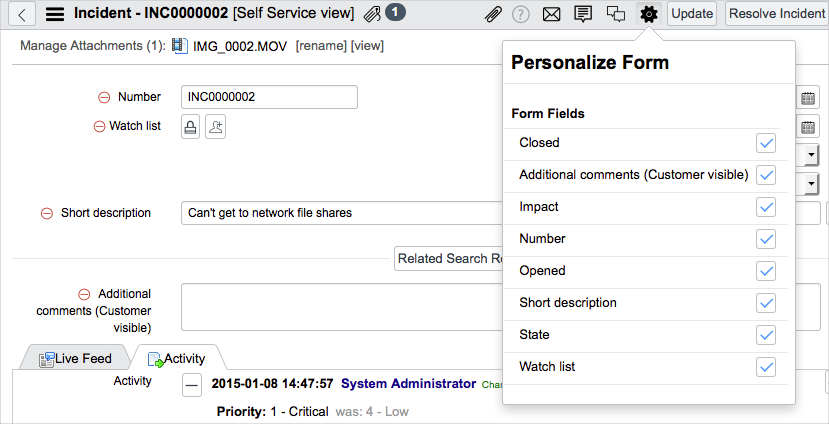 Incident - INC0000002 [Self Service view] 1 Update Resolve Incident
Manage Attachments (1): IMG_0002.MOV [rename] [view]
Personalize Form
Number INC0000002
Form Fields
Watch list
Closed
Additional comments (Customer visible)
Impact
Short description Can't get to network file shares
Number
Related Search Re
Opened
Additional
comments (Customer
visible)
Short description
State
Live Feed Activity
Watch list
Activity 2015-01-08 14:47:57 System Administrator Chan
Priority: 1 - Critical was: 4 - Low